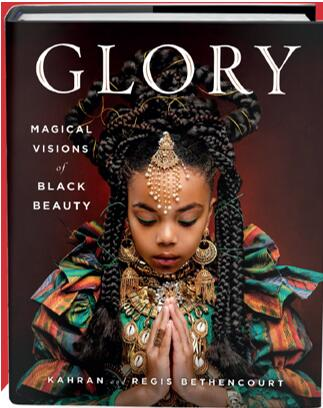 GLORY
MAGICAL
VISIONS
of
BLACK
BEAUTY
KAHRAN and REGIS BETHENCOURT